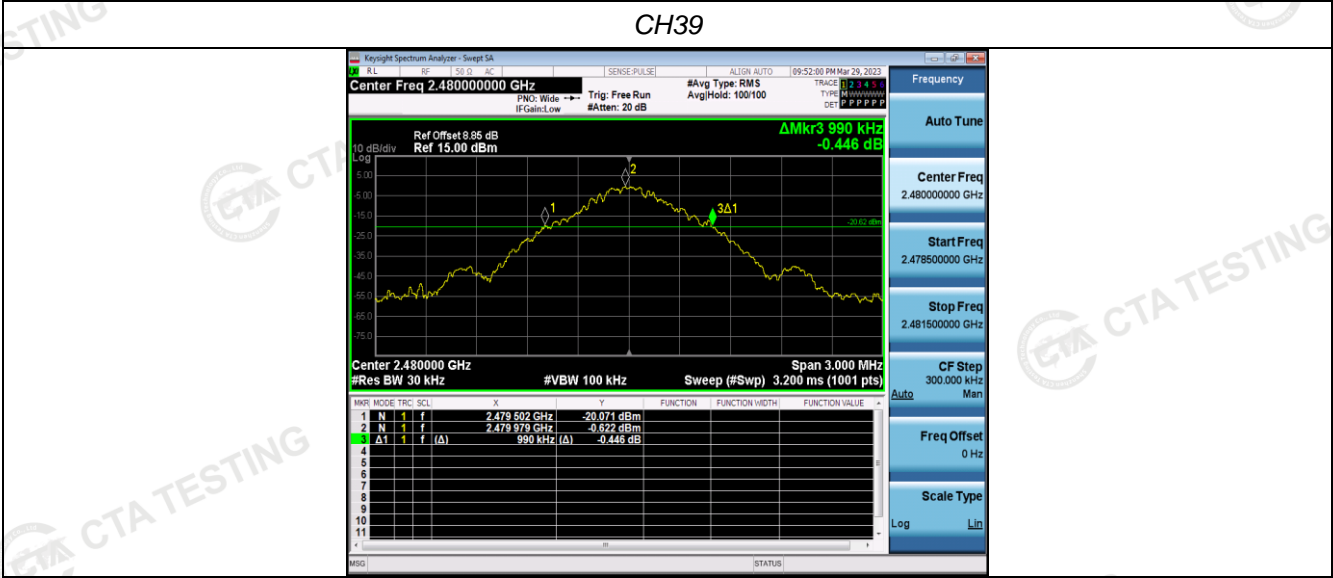 CH39
Keysight Spectrum Analyzer - Swept SA
RL RF 50 Ω AC SENSE:PULSE ALIGN AUTO 09:52:00 PM Mar 29, 2023
Center Freq 2.480000000 GHz
PNO: Wide
IFGain:Low
Trig: Free Run
#Atten: 20 dB
#Avg Type: RMS
Avg|Hold: 100/100
TRACE 1 2 3 4 5 6
TYPE M W W W W W
DET P P P P P P
Frequency
Auto Tune
Center Freq
2.480000000 GHz
Start Freq
2.478500000 GHz
Stop Freq
2.481500000 GHz
CF Step
300.000 kHz
Auto Man
Freq Offset
0 Hz
Scale Type
Log Lin
ΔMkr3 990 kHz
-0.446 dB
Ref Offset 8.85 dB
10 dB/div Ref 15.00 dBm
Log
5.00
-5.00
-15.0
-25.0
-35.0
-45.0
-55.0
-65.0
-75.0
1
2
3Δ1
-20.62 dBm
Center 2.480000 GHz Span 3.000 MHz
#Res BW 30 kHz #VBW 100 kHz Sweep (#Swp) 3.200 ms (1001 pts)
MKR MODE TRC SCL X Y FUNCTION FUNCTION WIDTH FUNCTION VALUE
1 N 1 f 2.479 502 GHz -20.071 dBm
2 N 1 f 2.479 979 GHz -0.622 dBm
3 Δ1 1 f (Δ) 990 kHz (Δ) -0.446 dB
4
5
6
7
8
9
10
11
MSG STATUS
CTA TESTING
CTA TESTING
CTA
STING